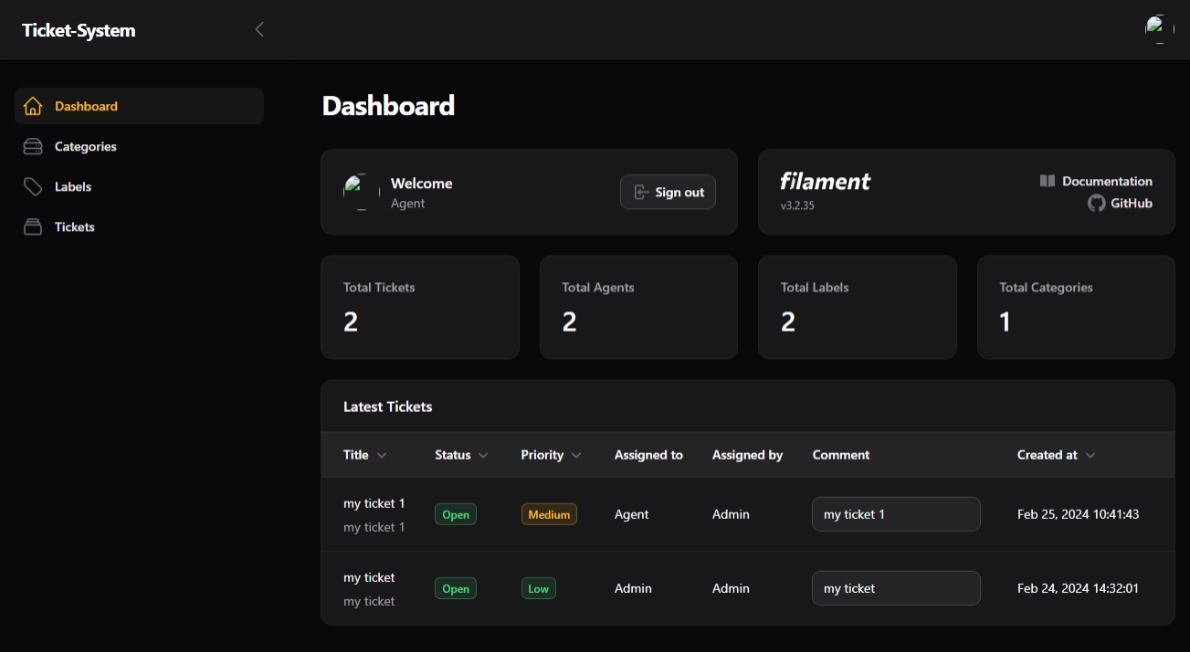 Ticket-System
Dashboard
Categories
Labels
Tickets
Dashboard
Welcome
Agent
Sign out
filament
v3.2.35
Documentation
GitHub
Total Tickets
2
Total Agents
2
Total Labels
2
Total Categories
1
Latest Tickets
Title Status Priority Assigned to Assigned by Comment Created at
my ticket 1
my ticket 1
Open Medium Agent Admin my ticket 1 Feb 25, 2024 10:41:43
my ticket
my ticket
Open Low Admin Admin my ticket Feb 24, 2024 14:32:01